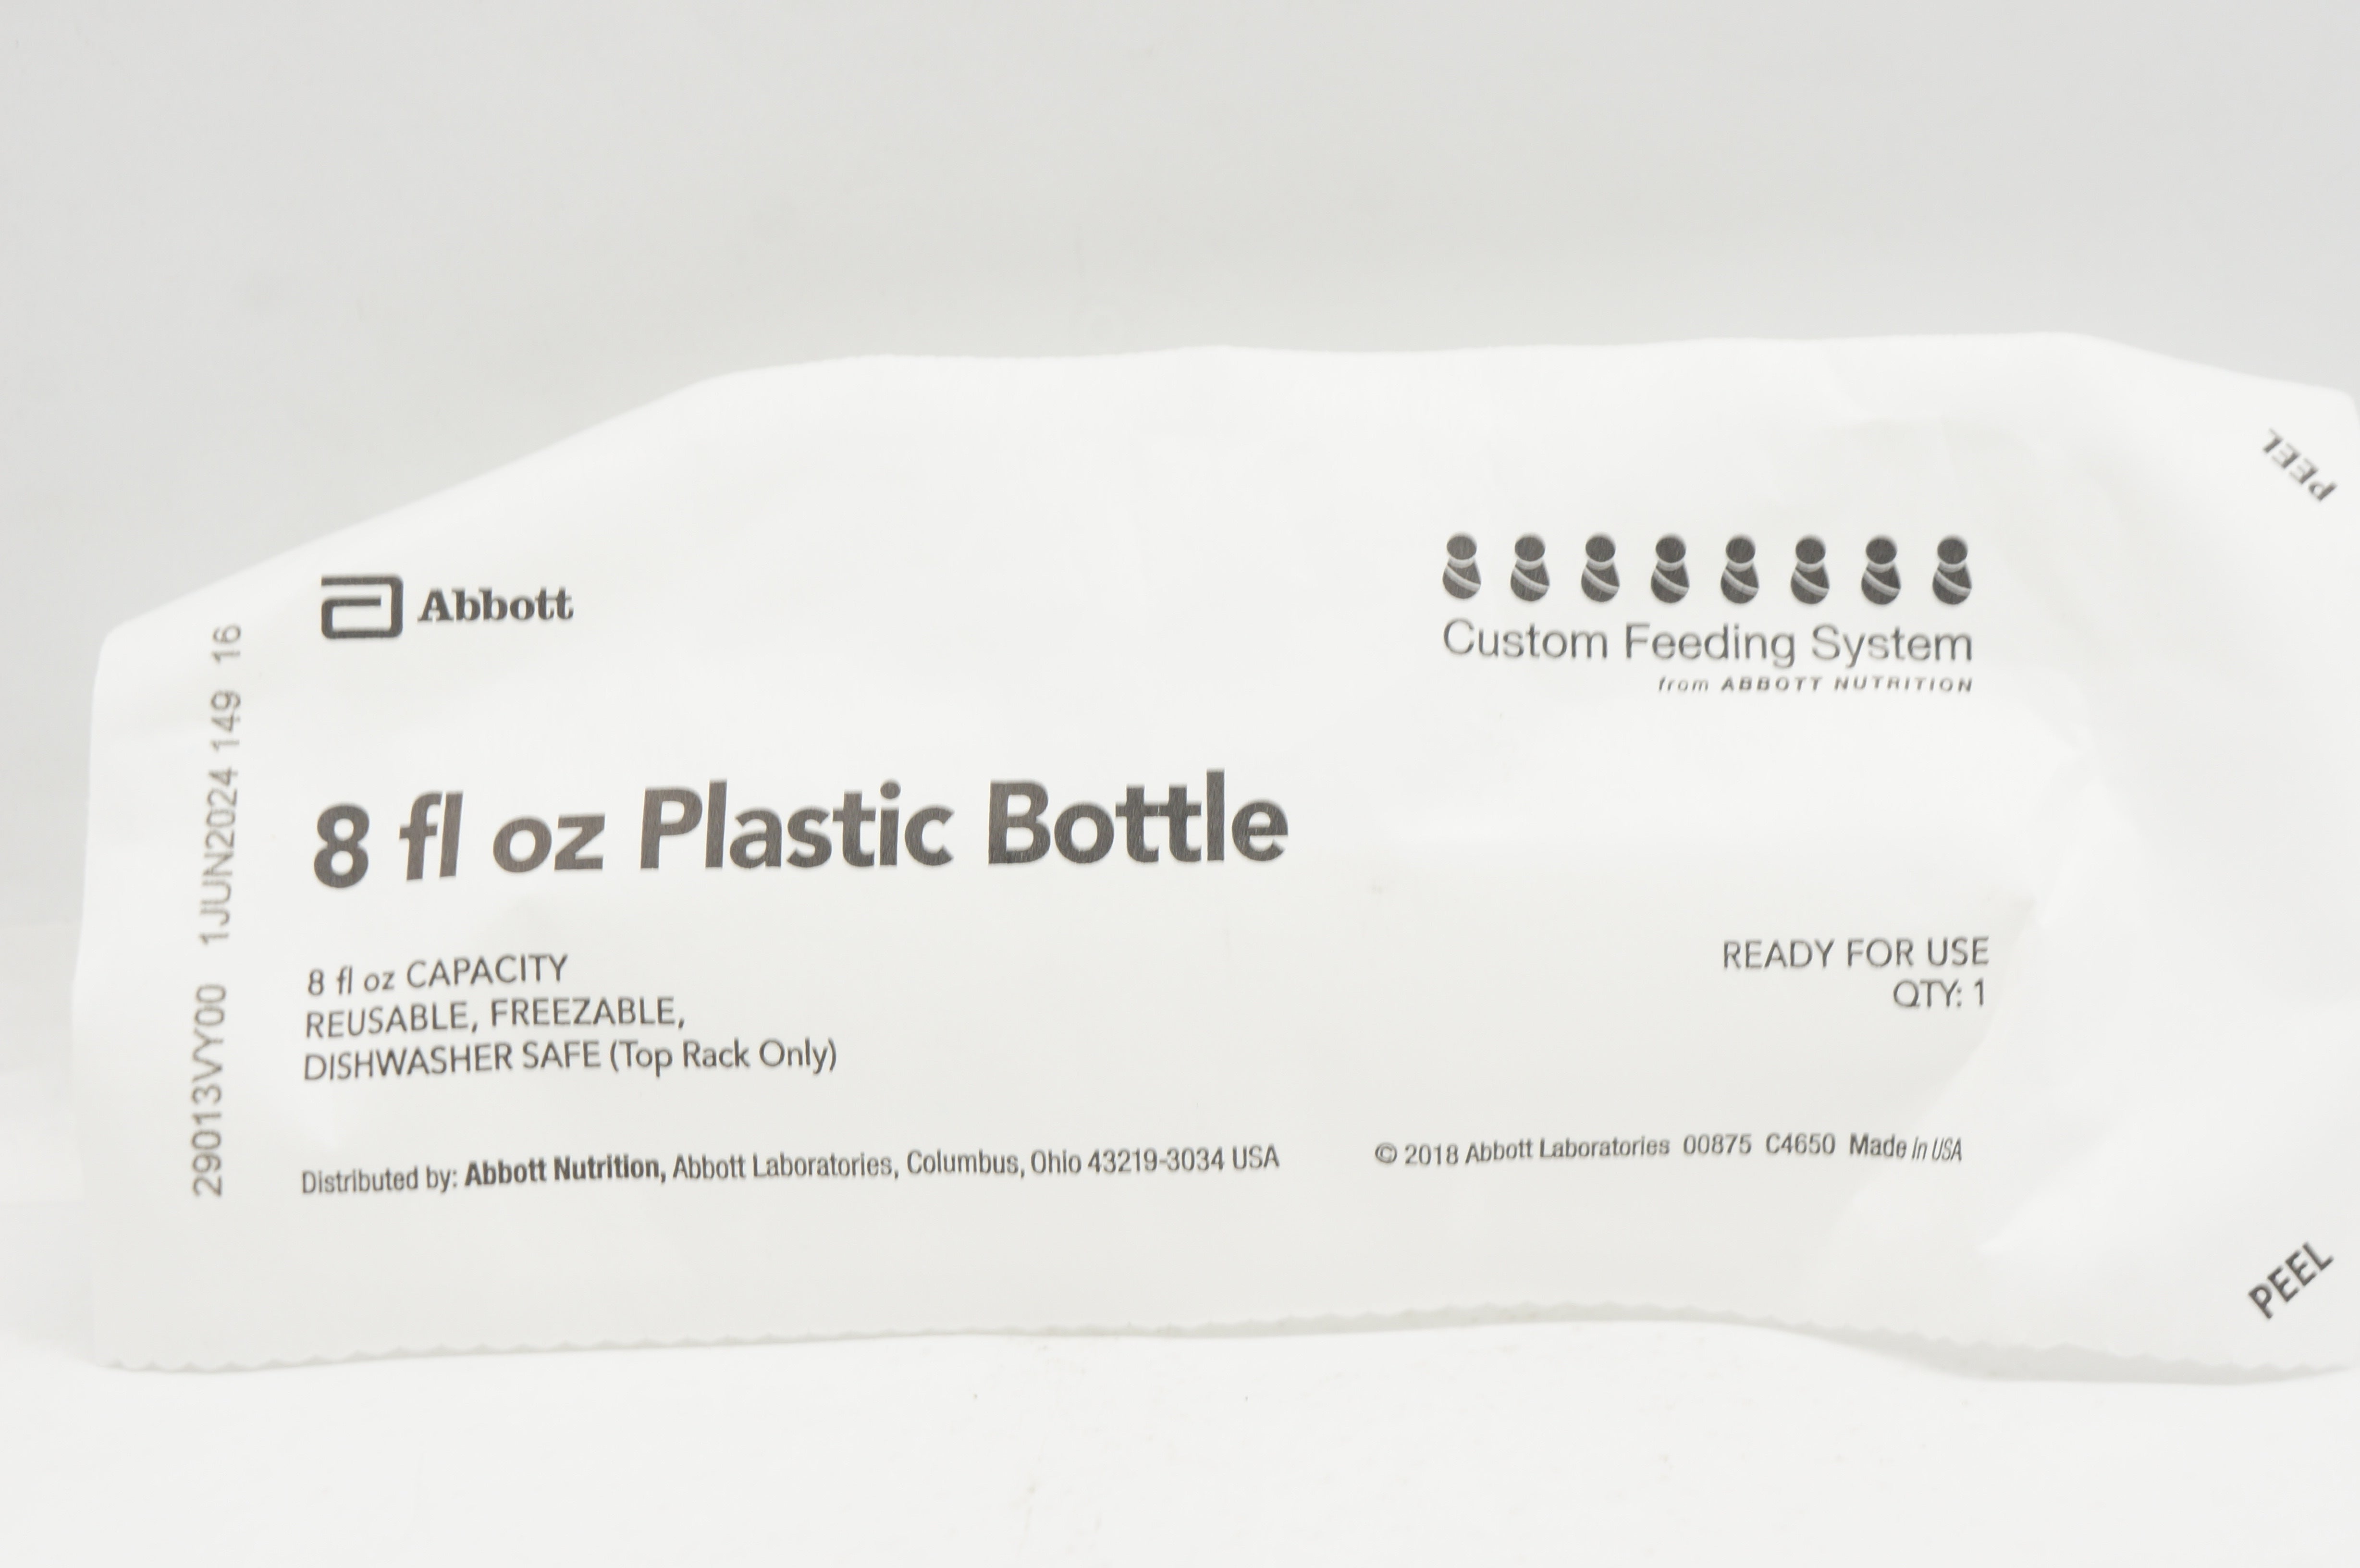 Abbott
Custom Feeding System
from ABBOTT NUTRITION
8 fl oz Plastic Bottle
8 fl oz CAPACITY
REUSABLE, FREEZABLE,
DISHWASHER SAFE (Top Rack Only)
READY FOR USE
QTY: 1
Distributed by: Abbott Nutrition, Abbott Laboratories, Columbus, Ohio 43219-3034 USA
© 2018 Abbott Laboratories 00875 C4650 Made in USA
29013VY00 1JUN2024 149 16
PEEL
PEEL